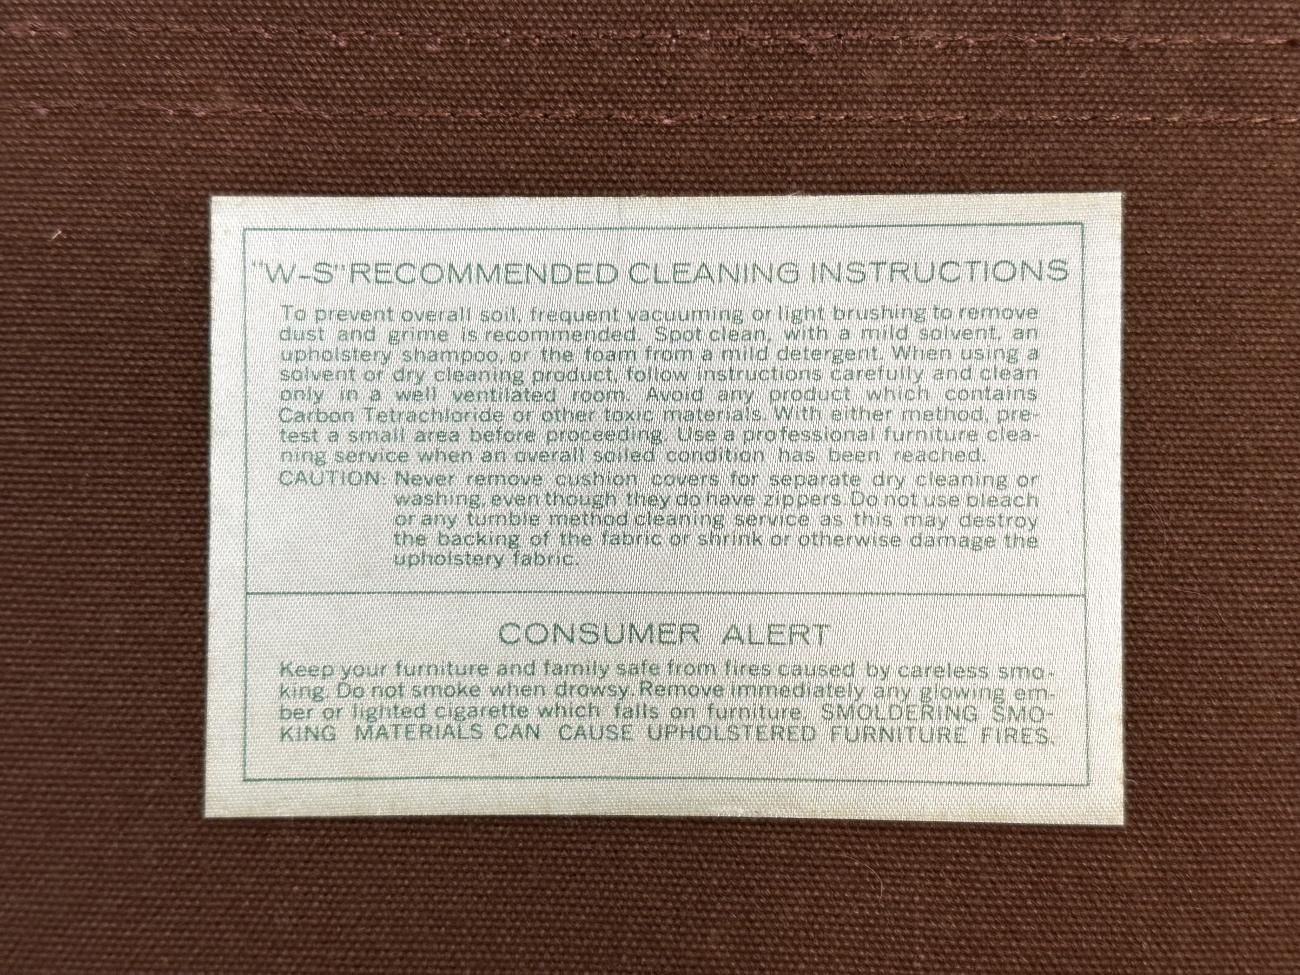 "W-S" RECOMMENDED CLEANING INSTRUCTIONS
To prevent overall soil, frequent vacuuming or light brushing to remove
dust and grime is recommended. Spot clean, with a mild solvent, an
upholstery shampoo, or the foam from a mild detergent. When using a
solvent or dry cleaning product, follow instructions carefully and clean
only in a well ventilated room. Avoid any product which contains
Carbon Tetrachloride or other toxic materials. With either method, pre-
test a small area before proceeding. Use a professional furniture clea-
ning service when an overall soiled condition has been reached.
CAUTION: Never remove cushion covers for separate dry cleaning or
washing, even though they do have zippers. Do not use bleach
or any tumble method cleaning service as this may destroy
the backing of the fabric or shrink or otherwise damage the
upholstery fabric.
CONSUMER ALERT
Keep your furniture and family safe from fires caused by careless smo-
king. Do not smoke when drowsy. Remove immediately any glowing em-
ber or lighted cigarette which falls on furniture. SMOLDERING SMO-
KING MATERIALS CAN CAUSE UPHOLSTERED FURNITURE FIRES.